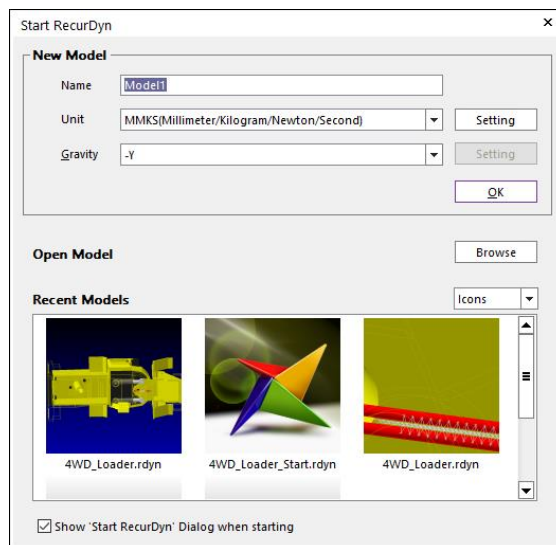 Start RecurDyn
New Model
Name Model1
Unit MMKS(Millimeter/Kilogram/Newton/Second) Setting
Gravity -Y Setting
OK
Open Model Browse
Recent Models Icons
4WD_Loader.rdyn 4WD_Loader_Start.rdyn 4WD_Loader.rdyn
Show 'Start RecurDyn' Dialog when starting